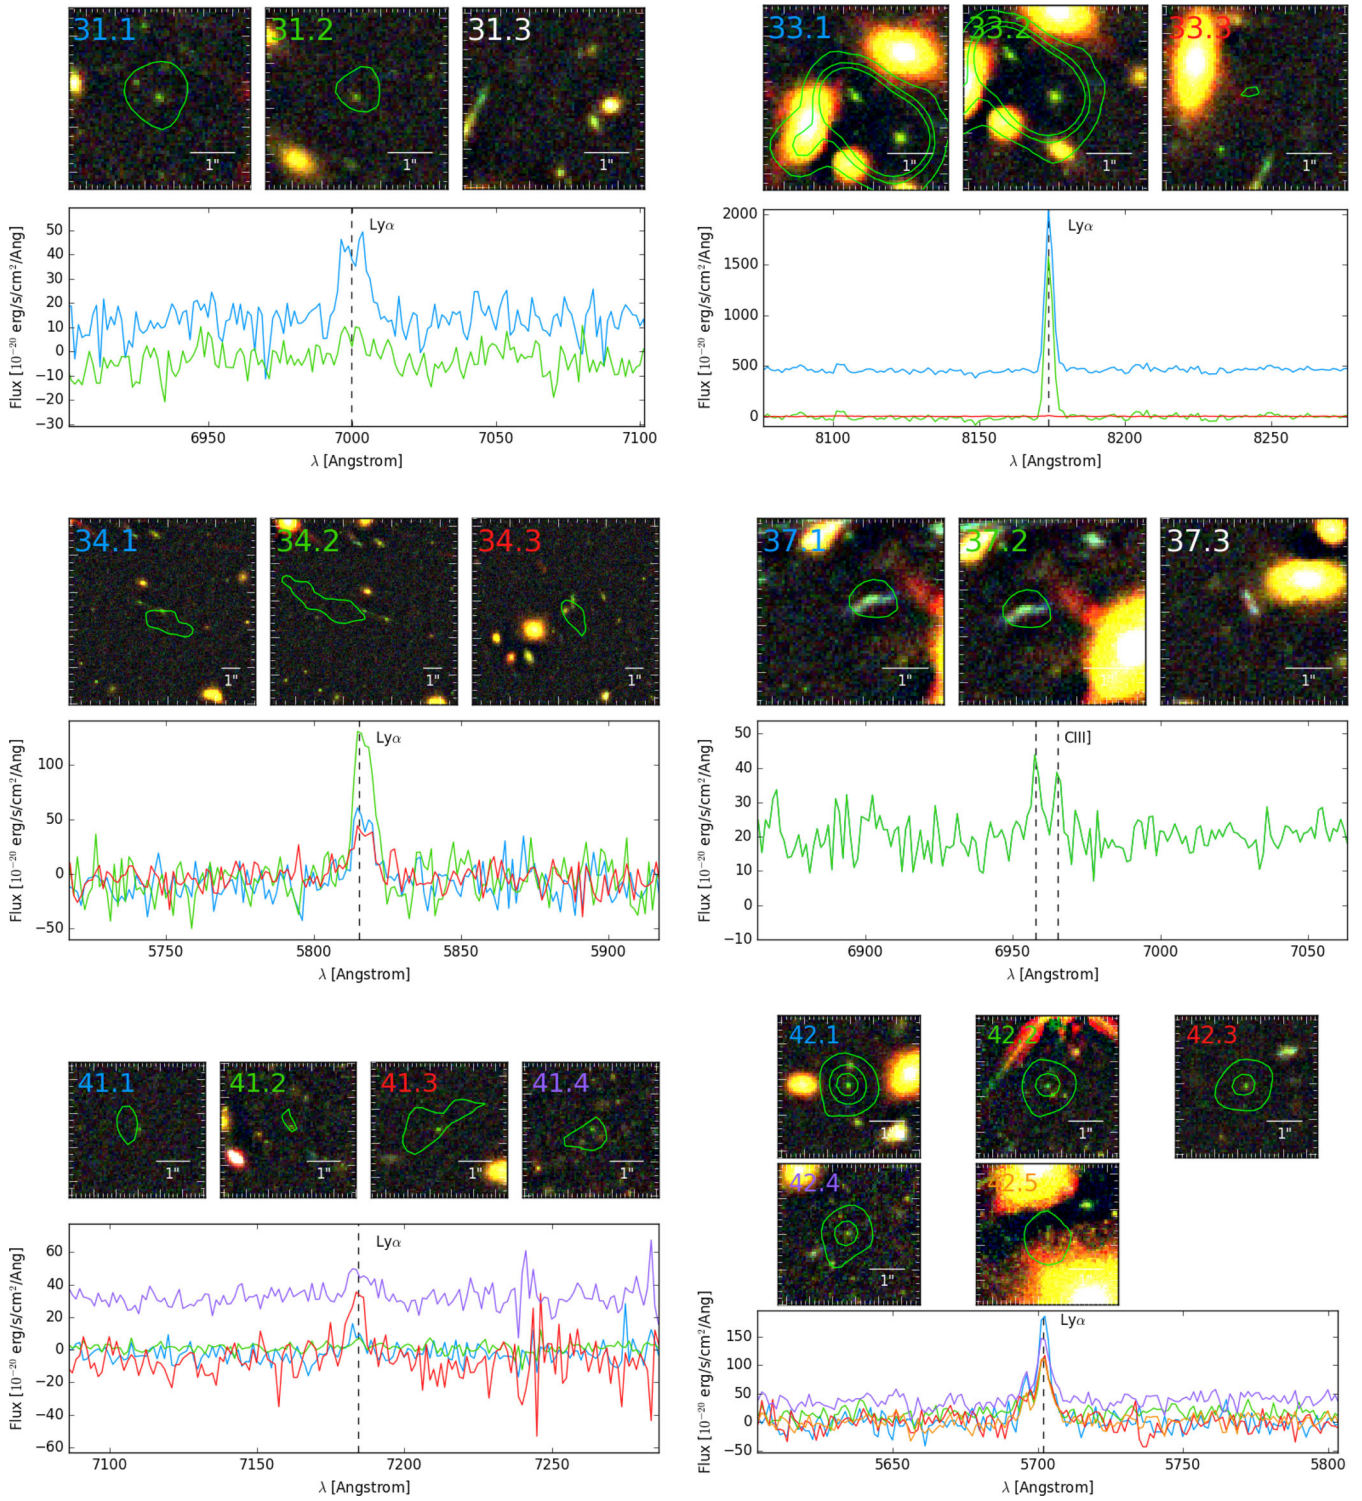 31.1 31.2 31.3
1" 1"
50
40
30
20
10
0
−10
−20
−30
Flux [10⁻²⁰ erg/s/cm²/Ang]
Lyα
6950 7000 7050 7100
λ [Angstrom]
33.1 33.2 33.3
1" 1" 1"
2000
1500
1000
500
0
Flux [10⁻²⁰ erg/s/cm²/Ang]
Lyα
8100 8150 8200 8250
λ [Angstrom]
34.1 34.2 34.3
1" 1" 1"
100
50
0
−50
Flux [10⁻²⁰ erg/s/cm²/Ang]
Lyα
5750 5800 5850 5900
λ [Angstrom]
37.1 37.2 37.3
1" 1" 1"
50
40
30
20
10
0
−10
Flux [10⁻²⁰ erg/s/cm²/Ang]
CIII]
6900 6950 7000 7050
λ [Angstrom]
41.1 41.2 41.3 41.4
1" 1" 1" 1"
60
40
20
0
−20
−40
−60
Flux [10⁻²⁰ erg/s/cm²/Ang]
Lyα
7100 7150 7200 7250
λ [Angstrom]
42.1 42.2 42.3
1" 1" 1"
42.4 42.5
1"
150
100
50
0
−50
Flux [10⁻²⁰ erg/s/cm²/Ang]
Lyα
5650 5700 5750 5800
λ [Angstrom]